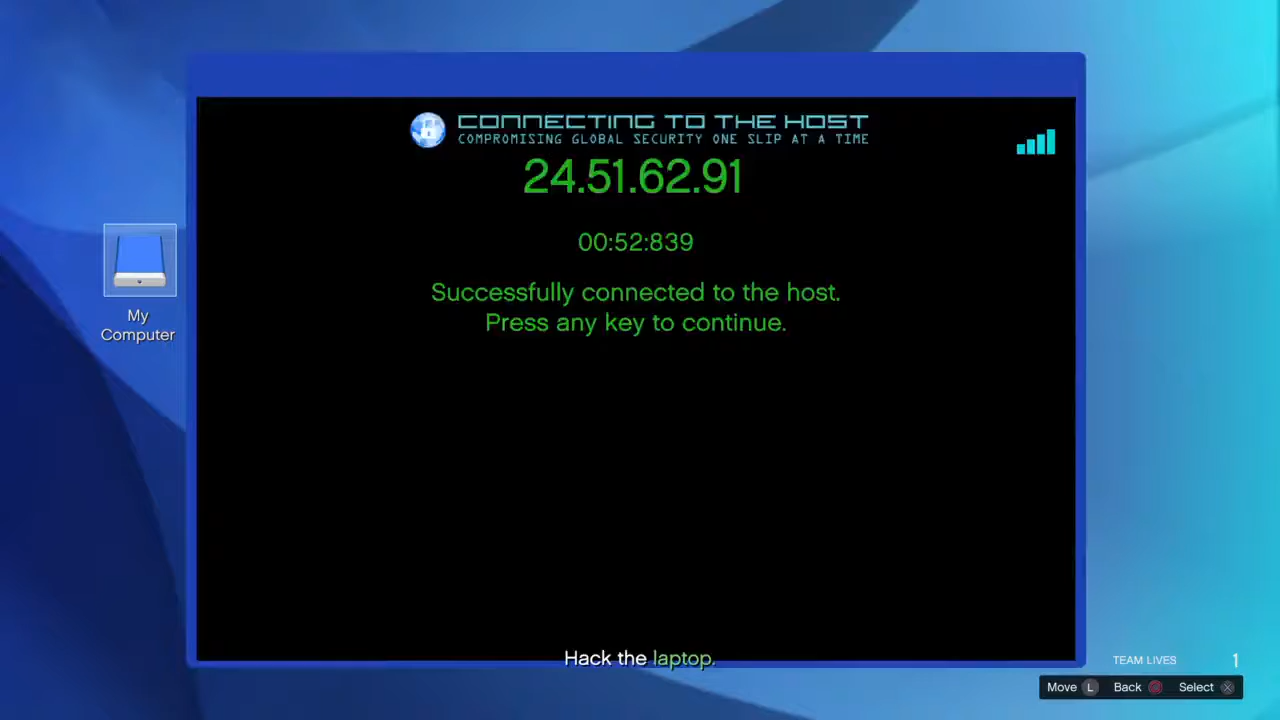 CONNECTING TO THE HOST
COMPROMISING GLOBAL SECURITY ONE SLIP AT A TIME
24.51.62.91
00:52:839
Successfully connected to the host.
Press any key to continue.
My
Computer
Hack the laptop.
TEAM LIVES 1
Move L Back Select